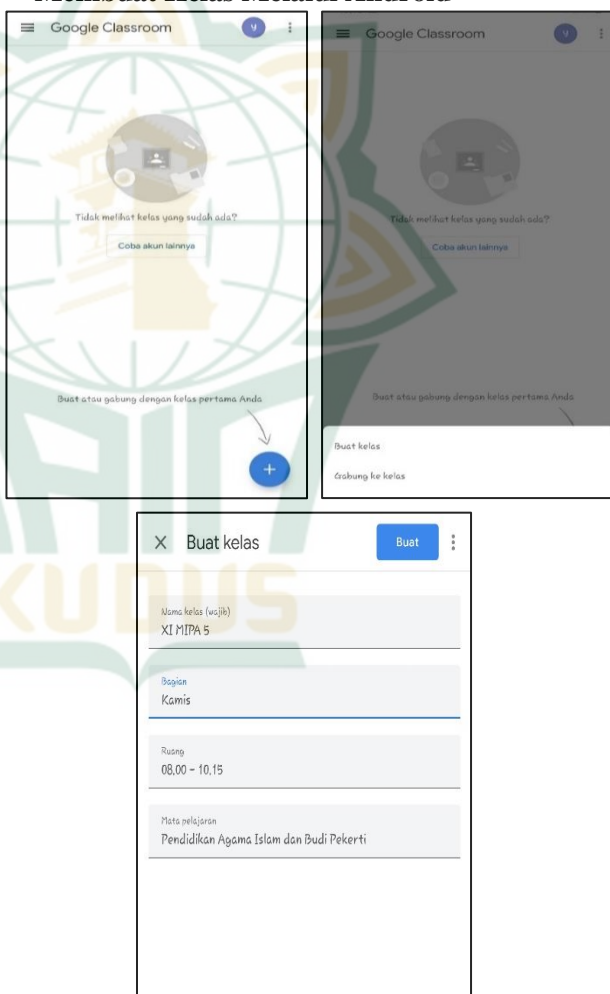 Membuat Kelas Melalui Android
Google Classroom
y
Tidak melihat kelas yang sudah ada?
Coba akun lainnya
Buat atau gabung dengan kelas pertama Anda
+
Google Classroom
y
Tidak melihat kelas yang sudah ada?
Coba akun lainnya
Buat atau gabung dengan kelas pertama Anda
Buat kelas
Gabung ke kelas
× Buat kelas
Buat
Nama kelas (wajib)
XI MIPA 5
Bagian
Kamis
Ruang
08.00 - 10.15
Mata pelajaran
Pendidikan Agama Islam dan Budi Pekerti
KUDUS